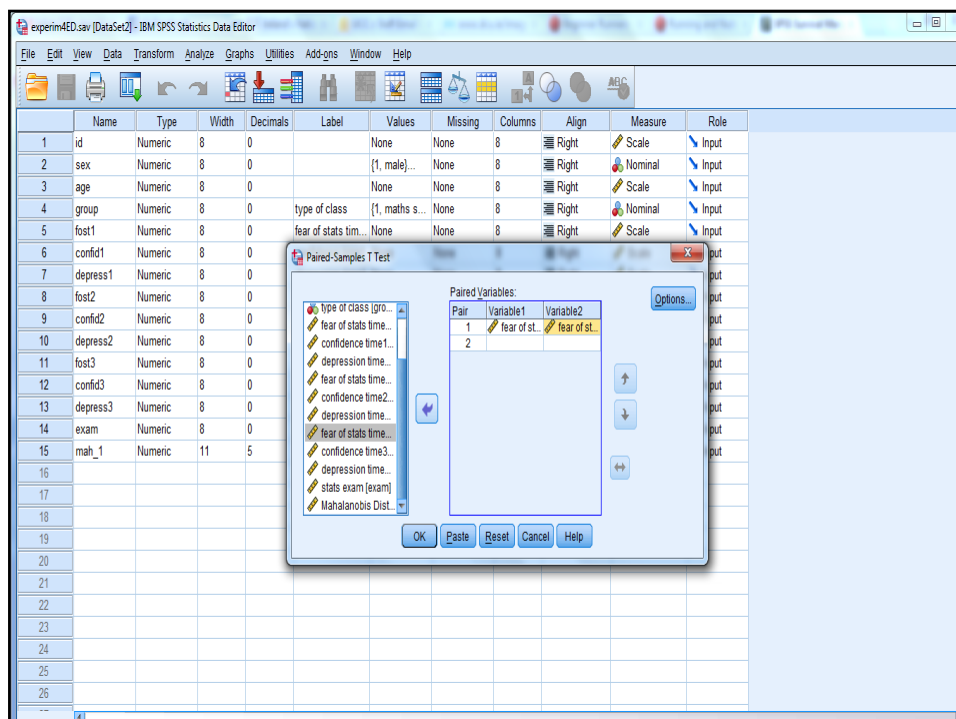 experim4ED.sav [DataSet2] - IBM SPSS Statistics Data Editor
File Edit View Data Transform Analyze Graphs Utilities Add-ons Window Help
Name Type Width Decimals Label Values Missing Columns Align Measure Role
1 id Numeric 8 0 None None 8 Right Scale Input
2 sex Numeric 8 0 {1, male}... None 8 Right Nominal Input
3 age Numeric 8 0 None None 8 Right Scale Input
4 group Numeric 8 0 type of class {1, maths s... None 8 Right Nominal Input
5 fost1 Numeric 8 0 fear of stats tim... None None 8 Right Scale Input
6 confid1 Numeric 8 0 put
7 depress1 Numeric 8 0 put
8 fost2 Numeric 8 0 put
9 confid2 Numeric 8 0 put
10 depress2 Numeric 8 0 put
11 fost3 Numeric 8 0 put
12 confid3 Numeric 8 0 put
13 depress3 Numeric 8 0 put
14 exam Numeric 8 0 put
15 mah_1 Numeric 11 5 put
16
17
18
19
20
21
22
23
24
25
26
Paired-Samples T Test
type of class [gro...
fear of stats time...
confidence time1...
depression time...
fear of stats time...
confidence time2...
depression time...
fear of stats time...
confidence time3...
depression time...
stats exam [exam]
Mahalanobis Dist...
Paired Variables:
Pair Variable1 Variable2
1 fear of st... fear of st...
2
Options...
OK Paste Reset Cancel Help